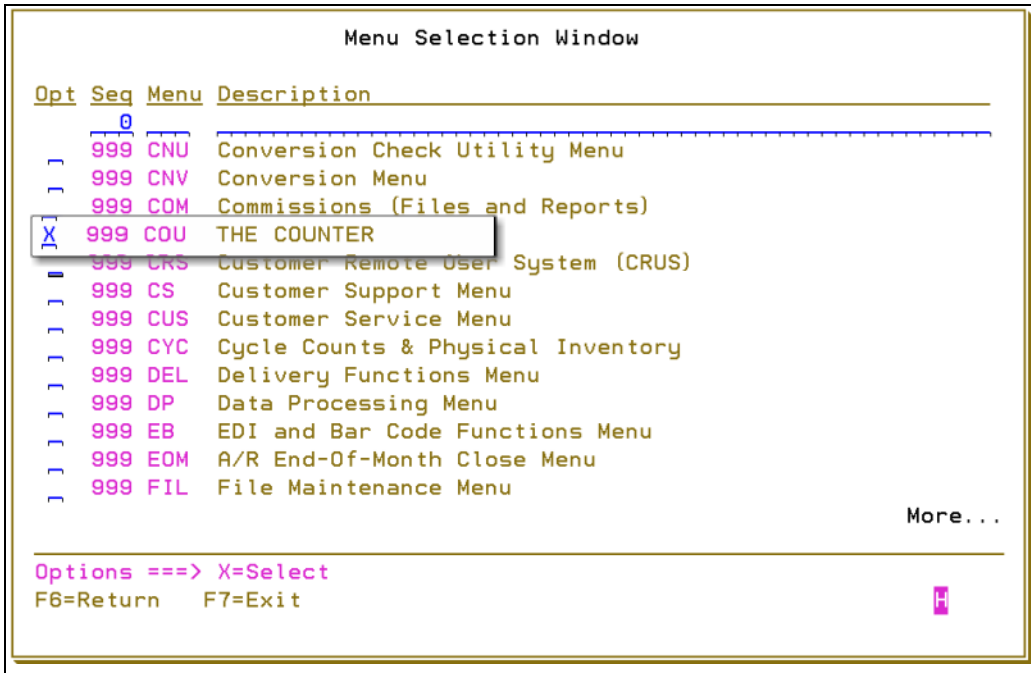 Menu Selection Window
Opt Seq Menu Description
0
999 CNU Conversion Check Utility Menu
999 CNV Conversion Menu
999 COM Commissions (Files and Reports)
X 999 COU THE COUNTER
999 CRS Customer Remote User System (CRUS)
999 CS Customer Support Menu
999 CUS Customer Service Menu
999 CYC Cycle Counts & Physical Inventory
999 DEL Delivery Functions Menu
999 DP Data Processing Menu
999 EB EDI and Bar Code Functions Menu
999 EOM A/R End-Of-Month Close Menu
999 FIL File Maintenance Menu
More...
Options ===> X=Select
F6=Return F7=Exit H